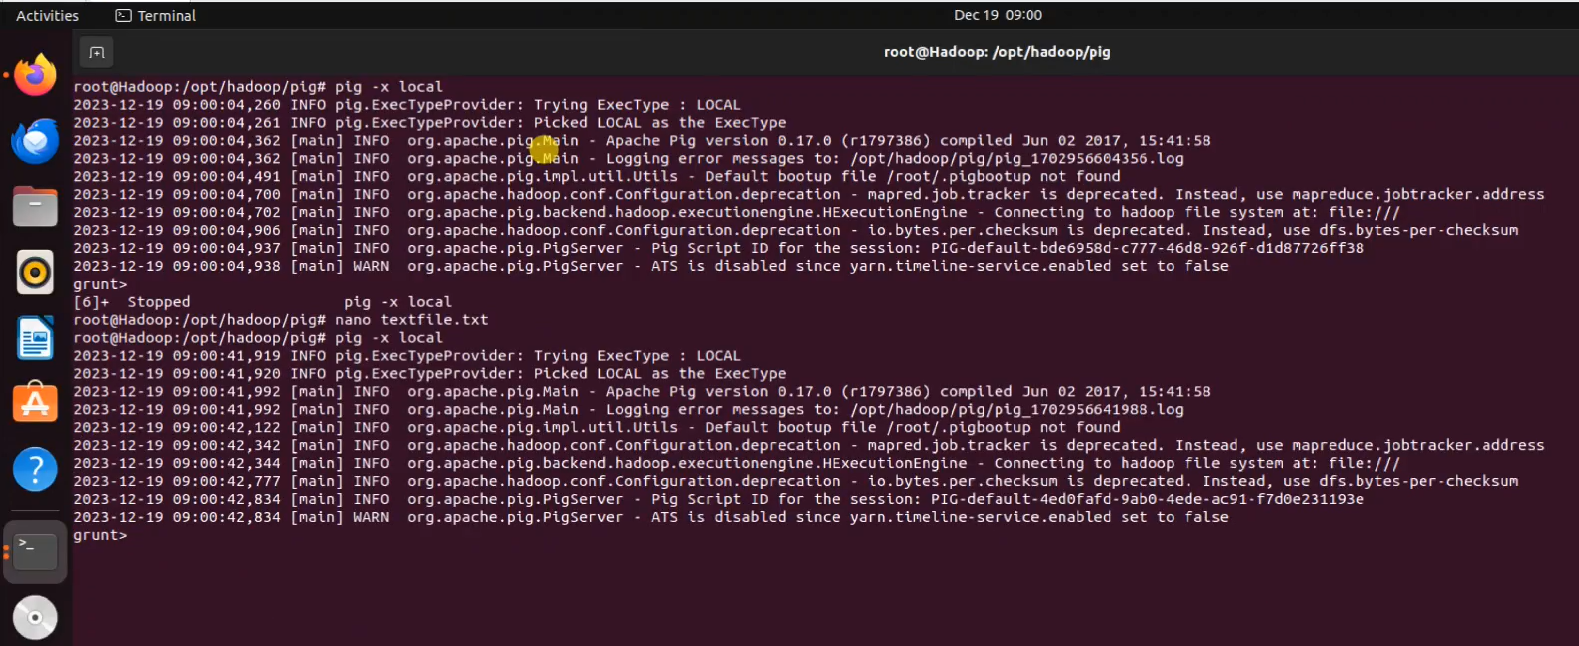 Activities
Terminal
Dec 19 09:00
root@Hadoop: /opt/hadoop/pig
root@Hadoop:/opt/hadoop/pig# pig -x local
2023-12-19 09:00:04,260 INFO pig.ExecTypeProvider: Trying ExecType : LOCAL
2023-12-19 09:00:04,261 INFO pig.ExecTypeProvider: Picked LOCAL as the ExecType
2023-12-19 09:00:04,362 [main] INFO  org.apache.pig.Main - Apache Pig version 0.17.0 (r1797386) compiled Jun 02 2017, 15:41:58
2023-12-19 09:00:04,362 [main] INFO  org.apache.pig.Main - Logging error messages to: /opt/hadoop/pig/pig_1702956604356.log
2023-12-19 09:00:04,491 [main] INFO  org.apache.pig.impl.util.Utils - Default bootup file /root/.pigbootup not found
2023-12-19 09:00:04,700 [main] INFO  org.apache.hadoop.conf.Configuration.deprecation - mapred.job.tracker is deprecated. Instead, use mapreduce.jobtracker.address
2023-12-19 09:00:04,702 [main] INFO  org.apache.pig.backend.hadoop.executionengine.HExecutionEngine - Connecting to hadoop file system at: file:///
2023-12-19 09:00:04,906 [main] INFO  org.apache.hadoop.conf.Configuration.deprecation - io.bytes.per.checksum is deprecated. Instead, use dfs.bytes-per-checksum
2023-12-19 09:00:04,937 [main] INFO  org.apache.pig.PigServer - Pig Script ID for the session: PIG-default-bde6958d-c777-46d8-926f-d1d87726ff38
2023-12-19 09:00:04,938 [main] WARN  org.apache.pig.PigServer - ATS is disabled since yarn.timeline-service.enabled set to false
grunt>
[6]+  Stopped                 pig -x local
root@Hadoop:/opt/hadoop/pig# nano textfile.txt
root@Hadoop:/opt/hadoop/pig# pig -x local
2023-12-19 09:00:41,919 INFO pig.ExecTypeProvider: Trying ExecType : LOCAL
2023-12-19 09:00:41,920 INFO pig.ExecTypeProvider: Picked LOCAL as the ExecType
2023-12-19 09:00:41,992 [main] INFO  org.apache.pig.Main - Apache Pig version 0.17.0 (r1797386) compiled Jun 02 2017, 15:41:58
2023-12-19 09:00:41,992 [main] INFO  org.apache.pig.Main - Logging error messages to: /opt/hadoop/pig/pig_1702956641988.log
2023-12-19 09:00:42,122 [main] INFO  org.apache.pig.impl.util.Utils - Default bootup file /root/.pigbootup not found
2023-12-19 09:00:42,342 [main] INFO  org.apache.hadoop.conf.Configuration.deprecation - mapred.job.tracker is deprecated. Instead, use mapreduce.jobtracker.address
2023-12-19 09:00:42,344 [main] INFO  org.apache.pig.backend.hadoop.executionengine.HExecutionEngine - Connecting to hadoop file system at: file:///
2023-12-19 09:00:42,777 [main] INFO  org.apache.hadoop.conf.Configuration.deprecation - io.bytes.per.checksum is deprecated. Instead, use dfs.bytes-per-checksum
2023-12-19 09:00:42,834 [main] INFO  org.apache.pig.PigServer - Pig Script ID for the session: PIG-default-4ed0fafd-9ab0-4ede-ac91-f7d0e231193e
2023-12-19 09:00:42,834 [main] WARN  org.apache.pig.PigServer - ATS is disabled since yarn.timeline-service.enabled set to false
grunt>